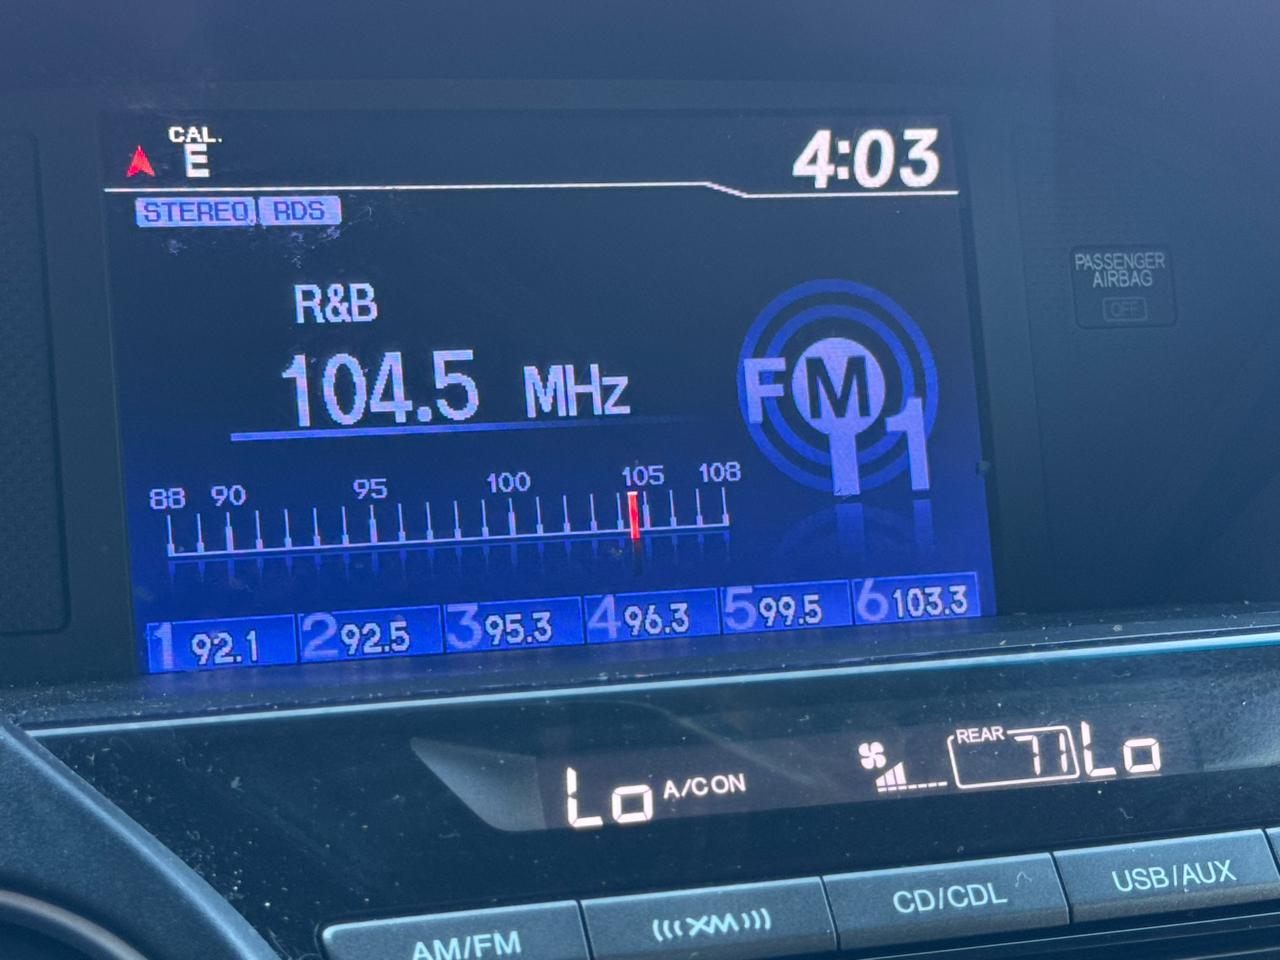 CAL.
E
4:03
STEREO RDS
R&B
104.5 MHz
FM1
88 90 95 100 105 108
1 92.1 2 92.5 3 95.3 4 96.3 5 99.5 6 103.3
PASSENGER
AIRBAG
OFF
Lo A/C ON REAR 71 Lo
AM/FM (((XM))) CD/CDL USB/AUX